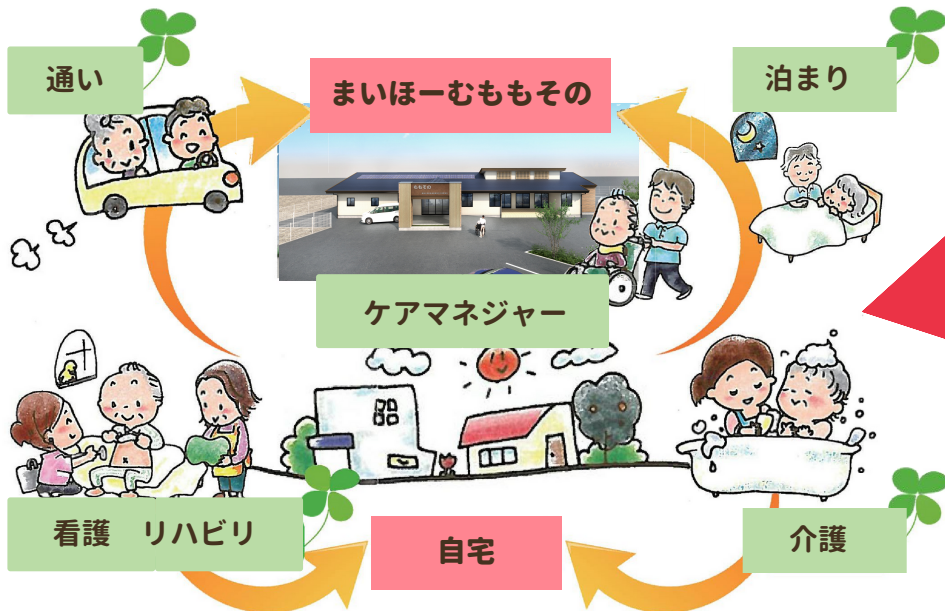 通い
まいほーむももその
泊まり
ケアマネジャー
看護　リハビリ
自宅
介護